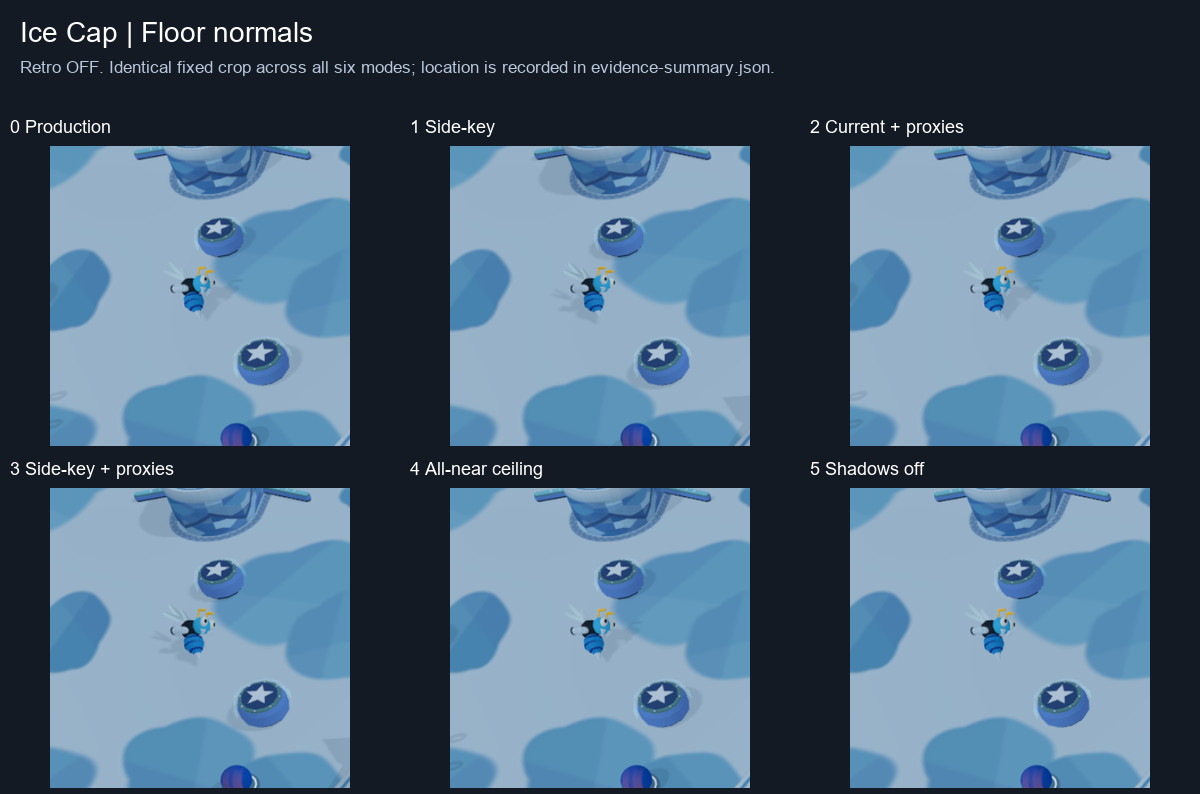 Ice Cap | Floor normals
Retro OFF. Identical fixed crop across all six modes; location is recorded in evidence-summary.json.
0 Production
1 Side-key
2 Current + proxies
3 Side-key + proxies
4 All-near ceiling
5 Shadows off